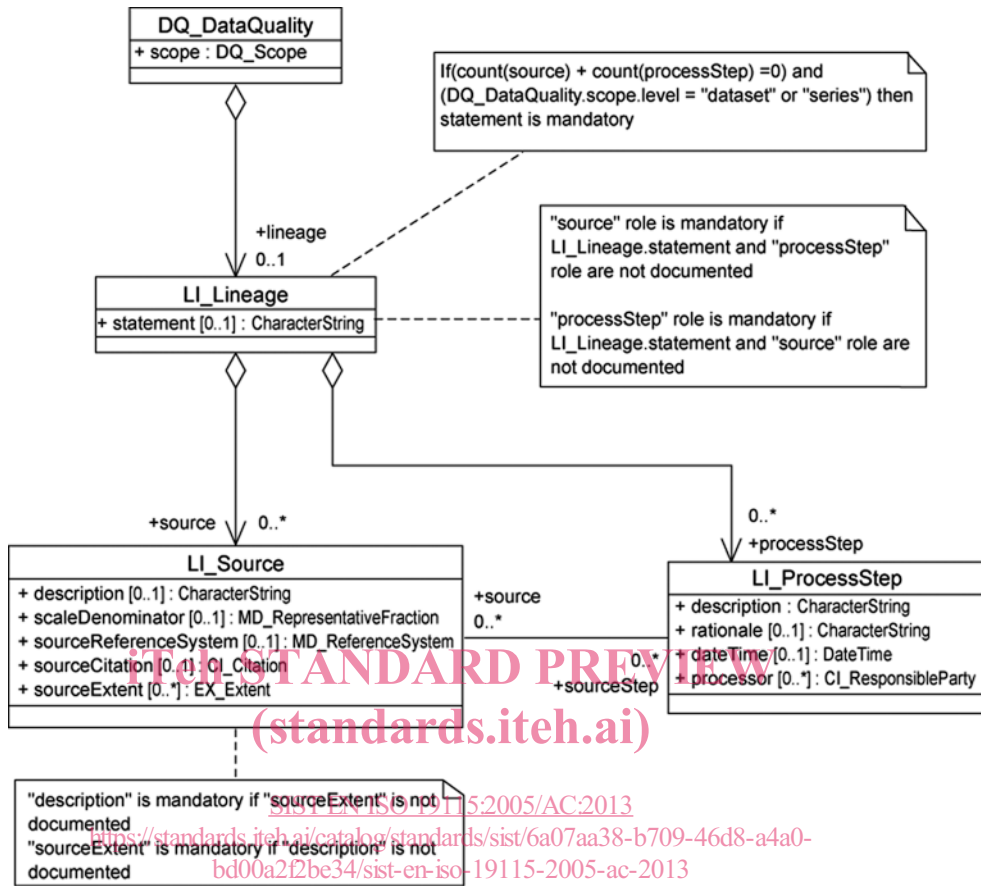 DQ_DataQuality
+ scope : DQ_Scope
If(count(source) + count(processStep) =0) and
(DQ_DataQuality.scope.level = "dataset" or "series") then
statement is mandatory
+lineage
0..1
"source" role is mandatory if
LI_Lineage.statement and "processStep"
role are not documented
"processStep" role is mandatory if
LI_Lineage.statement and "source" role are
not documented
LI_Lineage
+ statement [0..1] : CharacterString
+source
0..*
0..*
+processStep
LI_Source
+ description [0..1] : CharacterString
+ scaleDenominator [0..1] : MD_RepresentativeFraction
+ sourceReferenceSystem [0..1] : MD_ReferenceSystem
+ sourceCitation [0..1] : CI_Citation
+ sourceExtent [0..*] : EX_Extent
+source
0..*
0..*
+sourceStep
LI_ProcessStep
+ description : CharacterString
+ rationale [0..1] : CharacterString
+ dateTime [0..1] : DateTime
+ processor [0..*] : CI_ResponsibleParty
iTeh STANDARD PREVIEW
(standards.iteh.ai)
"description" is mandatory if "sourceExtent" is not
documented
"sourceExtent" is mandatory if "description" is not
documented
SIST EN ISO 19115:2005/AC:2013
https://standards.iteh.ai/catalog/standards/sist/6a07aa38-b709-46d8-a4a0-
bd00a2f2be34/sist-en-iso-19115-2005-ac-2013